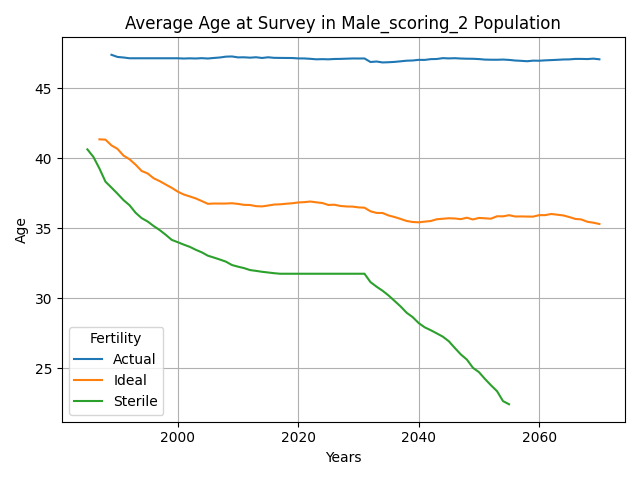 Average Age at Survey in Male_scoring_2 Population
Age
45
40
35
30
25
Fertility
Actual
Ideal
Sterile
2000 2020 2040 2060
Years